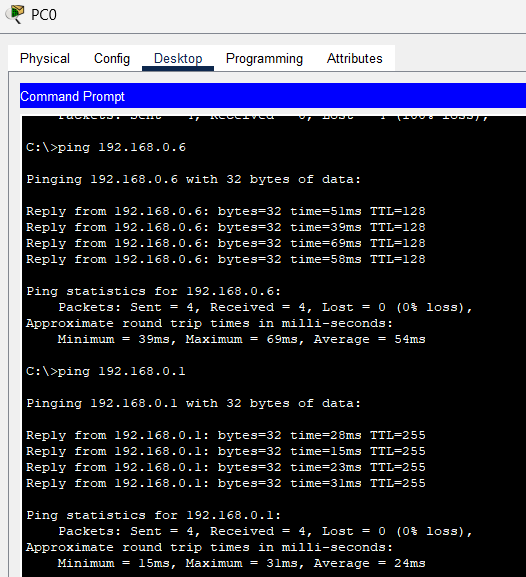 PC0
Physical Config Desktop Programming Attributes
Command Prompt
Packets: Sent = 4, Received = 0, Lost = 4 (100% loss),
C:\>ping 192.168.0.6
Pinging 192.168.0.6 with 32 bytes of data:
Reply from 192.168.0.6: bytes=32 time=51ms TTL=128
Reply from 192.168.0.6: bytes=32 time=39ms TTL=128
Reply from 192.168.0.6: bytes=32 time=69ms TTL=128
Reply from 192.168.0.6: bytes=32 time=58ms TTL=128
Ping statistics for 192.168.0.6:
Packets: Sent = 4, Received = 4, Lost = 0 (0% loss),
Approximate round trip times in milli-seconds:
Minimum = 39ms, Maximum = 69ms, Average = 54ms
C:\>ping 192.168.0.1
Pinging 192.168.0.1 with 32 bytes of data:
Reply from 192.168.0.1: bytes=32 time=28ms TTL=255
Reply from 192.168.0.1: bytes=32 time=15ms TTL=255
Reply from 192.168.0.1: bytes=32 time=23ms TTL=255
Reply from 192.168.0.1: bytes=32 time=31ms TTL=255
Ping statistics for 192.168.0.1:
Packets: Sent = 4, Received = 4, Lost = 0 (0% loss),
Approximate round trip times in milli-seconds:
Minimum = 15ms, Maximum = 31ms, Average = 24ms